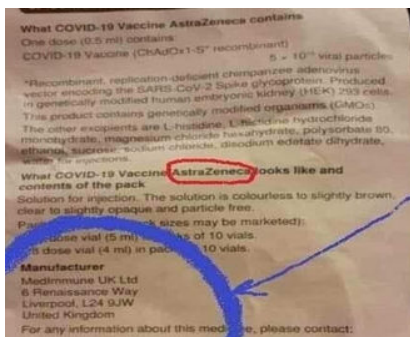 What COVID-19 Vaccine AstraZeneca contains
One dose (0.5 ml) contains:
COVID-19 Vaccine (ChAdOx1-S* recombinant)
5 × 10¹⁰ viral particles
*Recombinant, replication-deficient chimpanzee adenovirus
vector encoding the SARS-CoV-2 Spike glycoprotein. Produced
in genetically modified human embryonic kidney (HEK) 293 cells.
This product contains genetically modified organisms (GMOs).
The other excipients are L-histidine, L-histidine hydrochloride
monohydrate, magnesium chloride hexahydrate, polysorbate 80,
ethanol, sucrose, sodium chloride, disodium edetate dihydrate,
water for injections.
What COVID-19 Vaccine AstraZeneca looks like and
contents of the pack
Solution for injection. The solution is colourless to slightly brown,
clear to slightly opaque and particle free.
sizes may be marketed):
dose vial (5 ml) of 10 vials.
8 dose vial (4 ml) in 10 vials.
Manufacturer
MedImmune UK Ltd
6 Renaissance Way
Liverpool, L24 9JW
United Kingdom
For any information about this medicine, please contact: